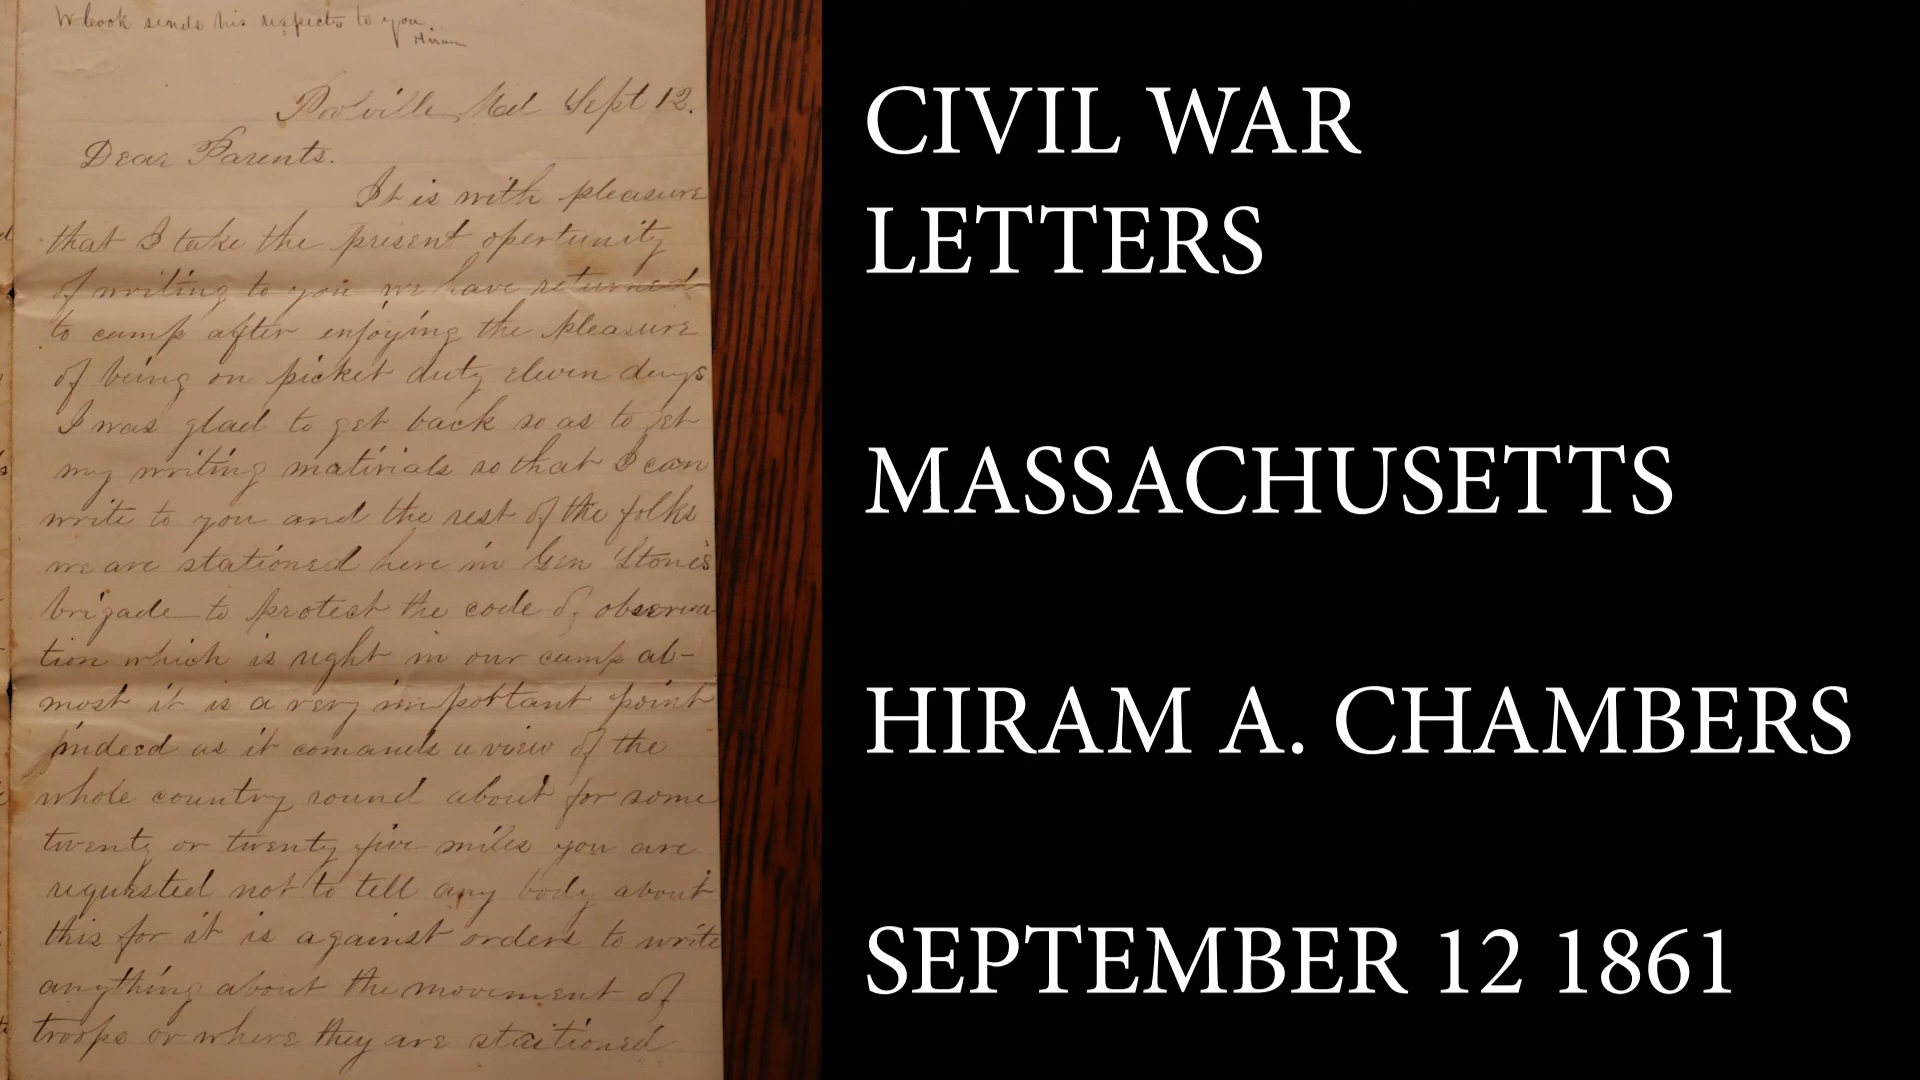 W Cook sends his respects to you
Hiram
Md Sept 12.
Dear Parents.
It is with pleasure
that I take the present opertunity
of writing to you we have returned
to camp after enjoying the pleasure
of being on picket duty eleven days
I was glad to get back so as to get
my writing matirials so that I can
write to you and the rest of the folks
we are stationed here in Gen Stone's
brigade to protect the code of observa-
tion which is right in our camp al-
most it is a very important point
indeed as it comands a view of the
whole country round about for some
twenty or twenty five miles you are
requested not to tell any body about
this for it is against orders to write
anything about the movement of
troops or where they are staitioned
CIVIL WAR
LETTERS
MASSACHUSETTS
HIRAM A. CHAMBERS
SEPTEMBER 12 1861